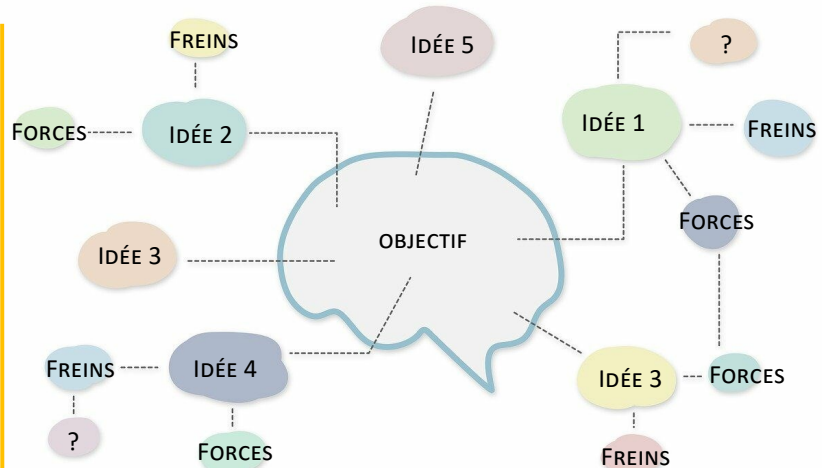 FREINS
IDÉE 5
?
FORCES
IDÉE 2
IDÉE 1
FREINS
FORCES
OBJECTIF
IDÉE 3
FREINS
IDÉE 4
IDÉE 3
FORCES
?
FORCES
FREINS